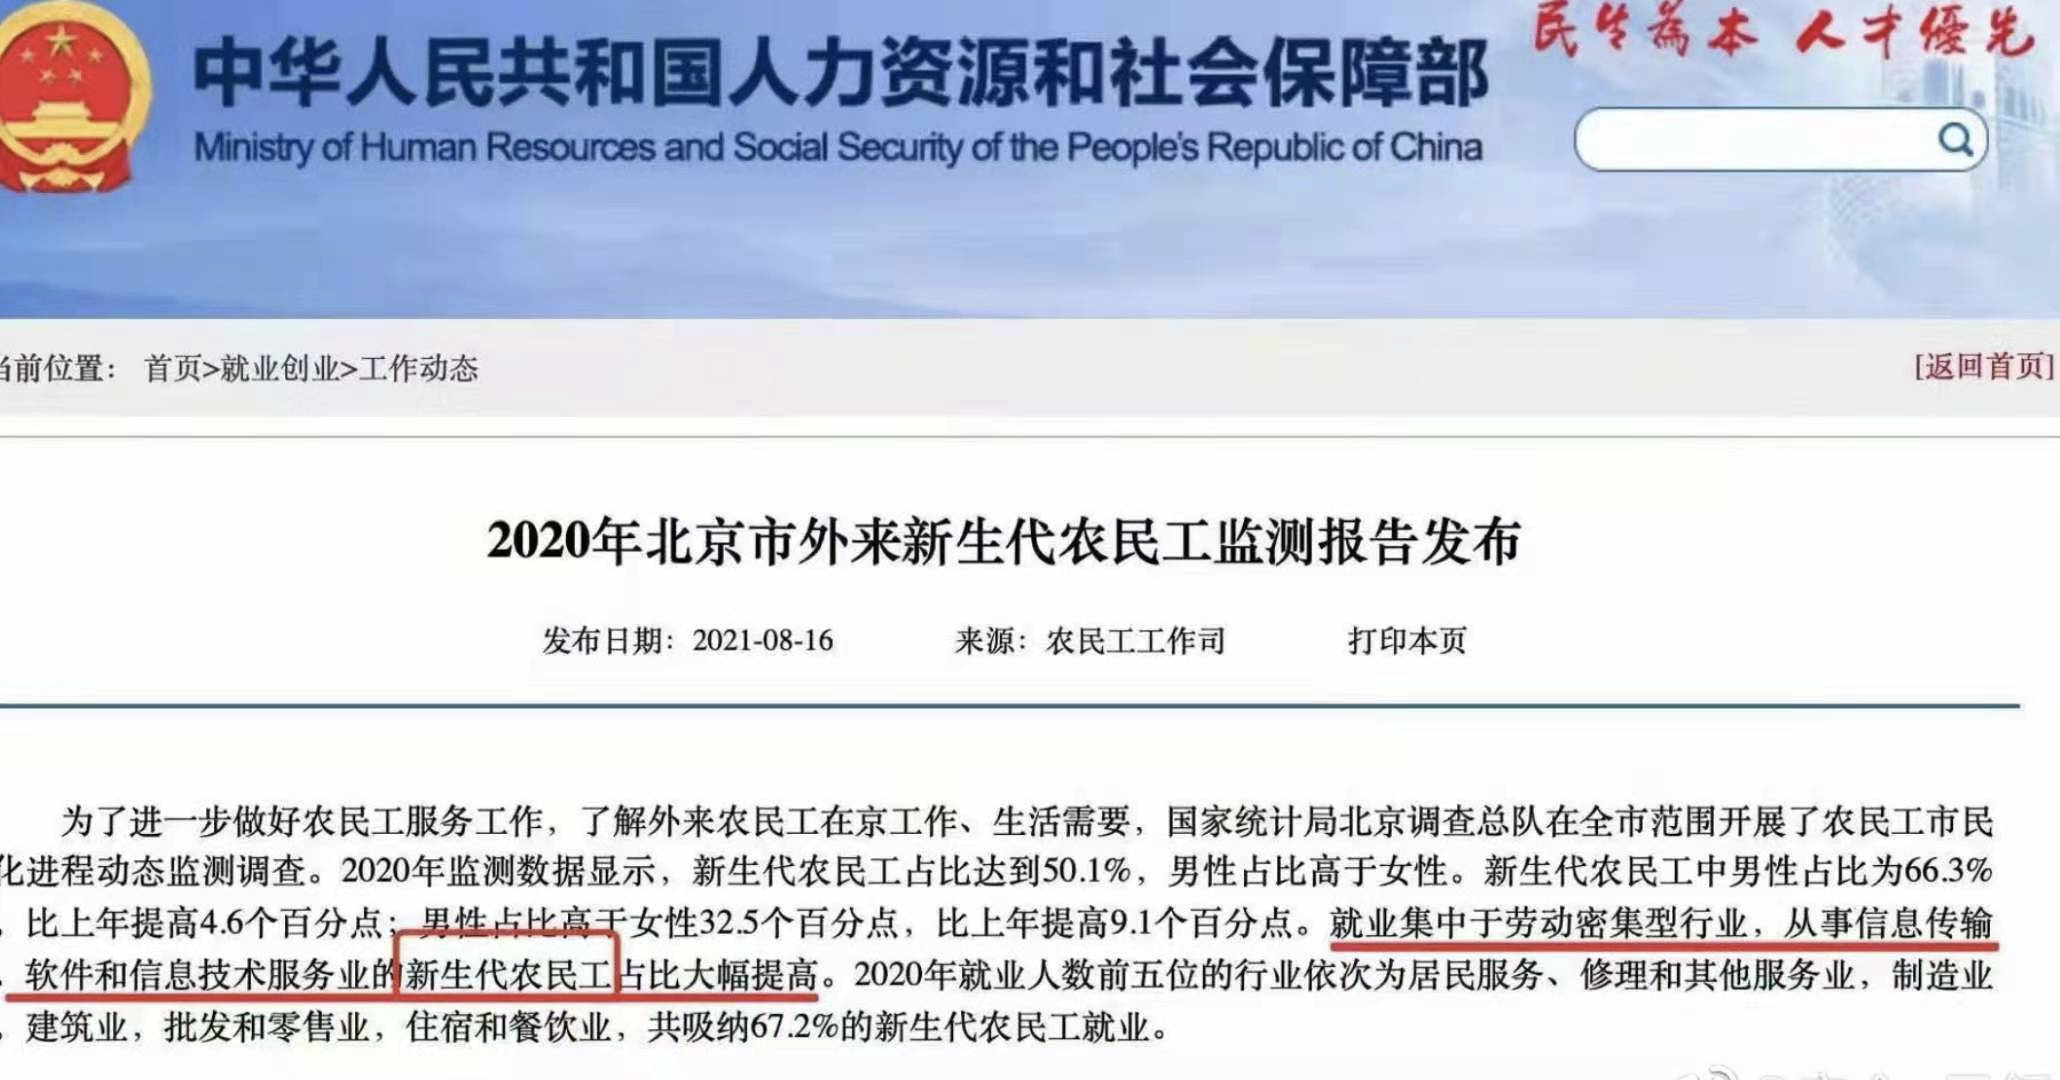 民生為本 人才優先
中华人民共和国人力资源和社会保障部
Ministry of Human Resources and Social Security of the People's Republic of China
当前位置： 首页>就业创业>工作动态
[返回首页]
2020年北京市外来新生代农民工监测报告发布
发布日期：2021-08-16 来源：农民工工作司 打印本页
为了进一步做好农民工服务工作，了解外来农民工在京工作、生活需要，国家统计局北京调查总队在全市范围开展了农民工市民
化进程动态监测调查。2020年监测数据显示，新生代农民工占比达到50.1%，男性占比高于女性。新生代农民工中男性占比为66.3%
，比上年提高4.6个百分点；男性占比高于女性32.5个百分点，比上年提高9.1个百分点。就业集中于劳动密集型行业，从事信息传输
、软件和信息技术服务业的新生代农民工占比大幅提高。2020年就业人数前五位的行业依次为居民服务、修理和其他服务业，制造业
，建筑业，批发和零售业，住宿和餐饮业，共吸纳67.2%的新生代农民工就业。